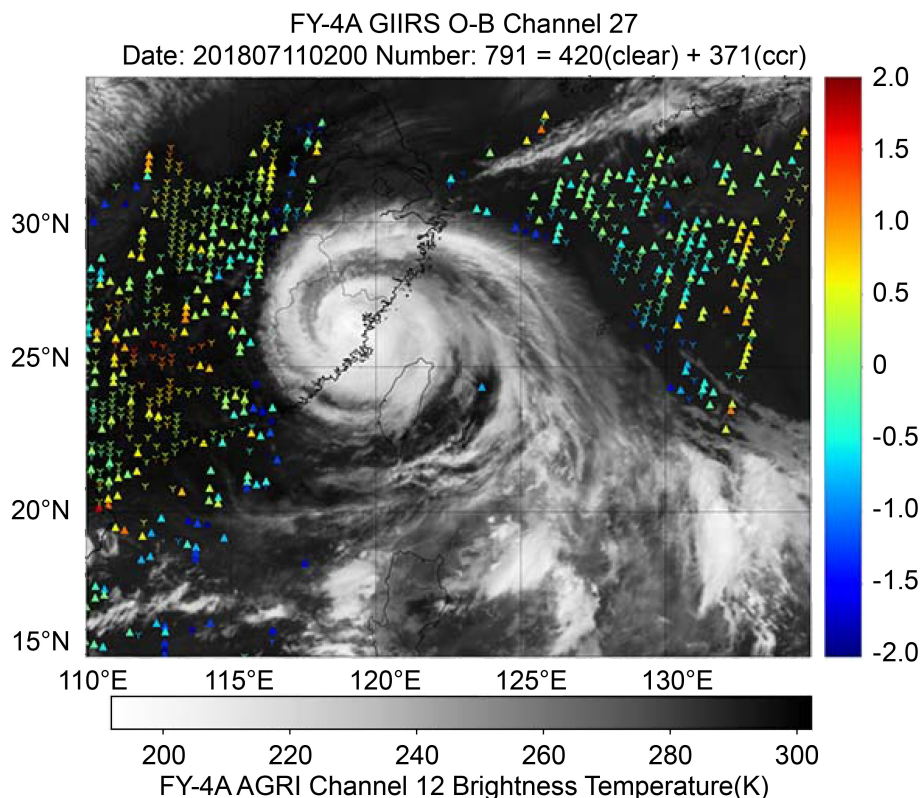 FY-4A GIIRS O-B Channel 27
Date: 201807110200 Number: 791 = 420(clear) + 371(ccr)
2.0
1.5
30°N
1.0
0.5
25°N
0
-0.5
20°N
-1.0
-1.5
15°N
-2.0
110°E 115°E 120°E 125°E 130°E
200 220 240 260 280 300
FY-4A AGRI Channel 12 Brightness Temperature(K)